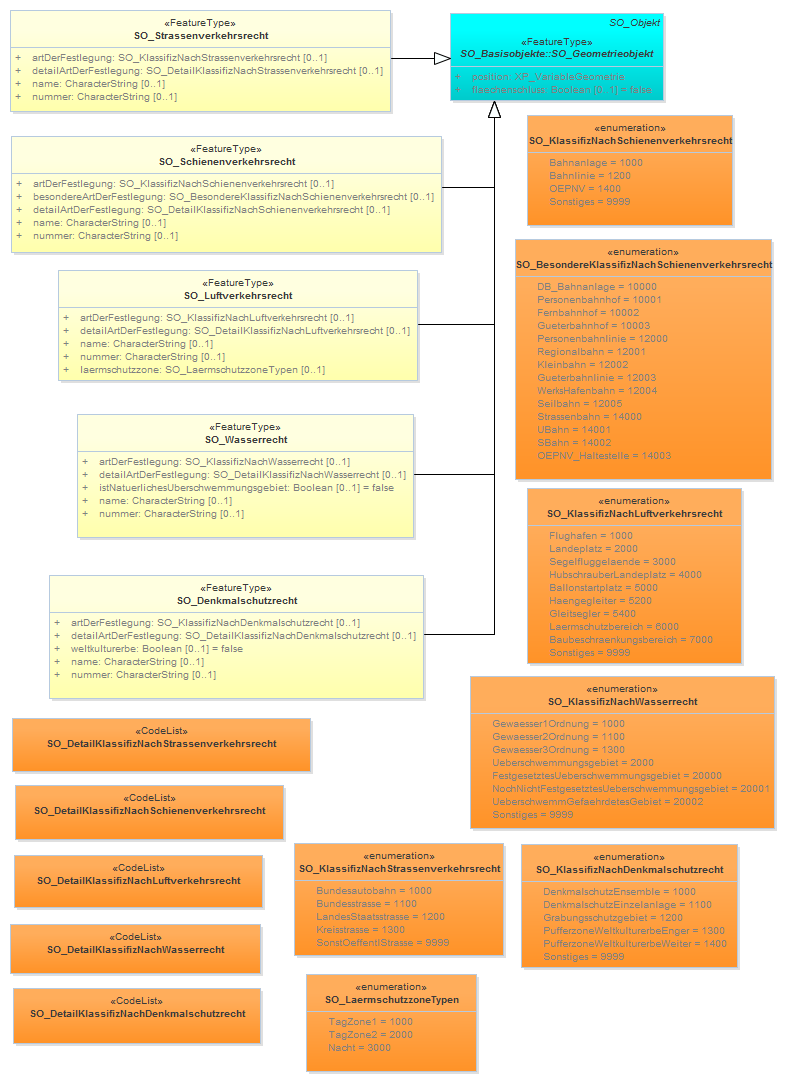 «FeatureType»
SO_Strassenverkehrsrecht
+ artDerFestlegung: SO_KlassifizNachStrassenverkehrsrecht [0..1]
+ detailArtDerFestlegung: SO_DetailKlassifizNachStrassenverkehrsrecht [0..1]
+ name: CharacterString [0..1]
+ nummer: CharacterString [0..1]
SO_Objekt
«FeatureType»
SO_Basisobjekte::SO_Geometrieobjekt
+ position: XP_VariableGeometrie
+ flaechenschluss: Boolean [0..1] = false
«FeatureType»
SO_Schienenverkehrsrecht
+ artDerFestlegung: SO_KlassifizNachSchienenverkehrsrecht [0..1]
+ besondereArtDerFestlegung: SO_BesondereKlassifizNachSchienenverkehrsrecht [0..1]
+ detailArtDerFestlegung: SO_DetailKlassifizNachSchienenverkehrsrecht [0..1]
+ name: CharacterString [0..1]
+ nummer: CharacterString [0..1]
«enumeration»
SO_KlassifizNachSchienenverkehrsrecht
Bahnanlage = 1000
Bahnlinie = 1200
OEPNV = 1400
Sonstiges = 9999
«enumeration»
SO_BesondereKlassifizNachSchienenverkehrsrecht
DB_Bahnanlage = 10000
Personenbahnhof = 10001
Fernbahnhof = 10002
Gueterbahnhof = 10003
Personenbahnlinie = 12000
Regionalbahn = 12001
Kleinbahn = 12002
Gueterbahnlinie = 12003
WerksHafenbahn = 12004
Seilbahn = 12005
Strassenbahn = 14000
UBahn = 14001
SBahn = 14002
OEPNV_Haltestelle = 14003
«FeatureType»
SO_Luftverkehrsrecht
+ artDerFestlegung: SO_KlassifizNachLuftverkehrsrecht [0..1]
+ detailArtDerFestlegung: SO_DetailKlassifizNachLuftverkehrsrecht [0..1]
+ name: CharacterString [0..1]
+ nummer: CharacterString [0..1]
+ laermschutzzone: SO_LaermschutzzoneTypen [0..1]
«FeatureType»
SO_Wasserrecht
+ artDerFestlegung: SO_KlassifizNachWasserrecht [0..1]
+ detailArtDerFestlegung: SO_DetailKlassifizNachWasserrecht [0..1]
+ istNatuerlichesUberschwemmungsgebiet: Boolean [0..1] = false
+ name: CharacterString [0..1]
+ nummer: CharacterString [0..1]
«enumeration»
SO_KlassifizNachLuftverkehrsrecht
Flughafen = 1000
Landeplatz = 2000
Segelfluggelaende = 3000
HubschrauberLandeplatz = 4000
Ballonstartplatz = 5000
Haengegleiter = 5200
Gleitsegler = 5400
Laermschutzbereich = 6000
Baubeschraenkungsbereich = 7000
Sonstiges = 9999
«FeatureType»
SO_Denkmalschutzrecht
+ artDerFestlegung: SO_KlassifizNachDenkmalschutzrecht [0..1]
+ detailArtDerFestlegung: SO_DetailKlassifizNachDenkmalschutzrecht [0..1]
+ weltkulturerbe: Boolean [0..1] = false
+ name: CharacterString [0..1]
+ nummer: CharacterString [0..1]
«enumeration»
SO_KlassifizNachWasserrecht
Gewaesser1Ordnung = 1000
Gewaesser2Ordnung = 1100
Gewaesser3Ordnung = 1300
Ueberschwemmungsgebiet = 2000
FestgesetztesUeberschwemmungsgebiet = 20000
NochNichtFestgesetztesUeberschwemmungsgebiet = 20001
UeberschwemmGefaehrdetesGebiet = 20002
Sonstiges = 9999
«CodeList»
SO_DetailKlassifizNachStrassenverkehrsrecht
«CodeList»
SO_DetailKlassifizNachSchienenverkehrsrecht
«CodeList»
SO_DetailKlassifizNachLuftverkehrsrecht
«CodeList»
SO_DetailKlassifizNachWasserrecht
«CodeList»
SO_DetailKlassifizNachDenkmalschutzrecht
«enumeration»
SO_KlassifizNachStrassenverkehrsrecht
Bundesautobahn = 1000
Bundesstrasse = 1100
LandesStaatsstrasse = 1200
Kreisstrasse = 1300
SonstOeffentlStrasse = 9999
«enumeration»
SO_KlassifizNachDenkmalschutzrecht
DenkmalschutzEnsemble = 1000
DenkmalschutzEinzelanlage = 1100
Grabungsschutzgebiet = 1200
PufferzoneWeltkulturerbeEnger = 1300
PufferzoneWeltkulturerbeWeiter = 1400
Sonstiges = 9999
«enumeration»
SO_LaermschutzzoneTypen
TagZone1 = 1000
TagZone2 = 2000
Nacht = 3000